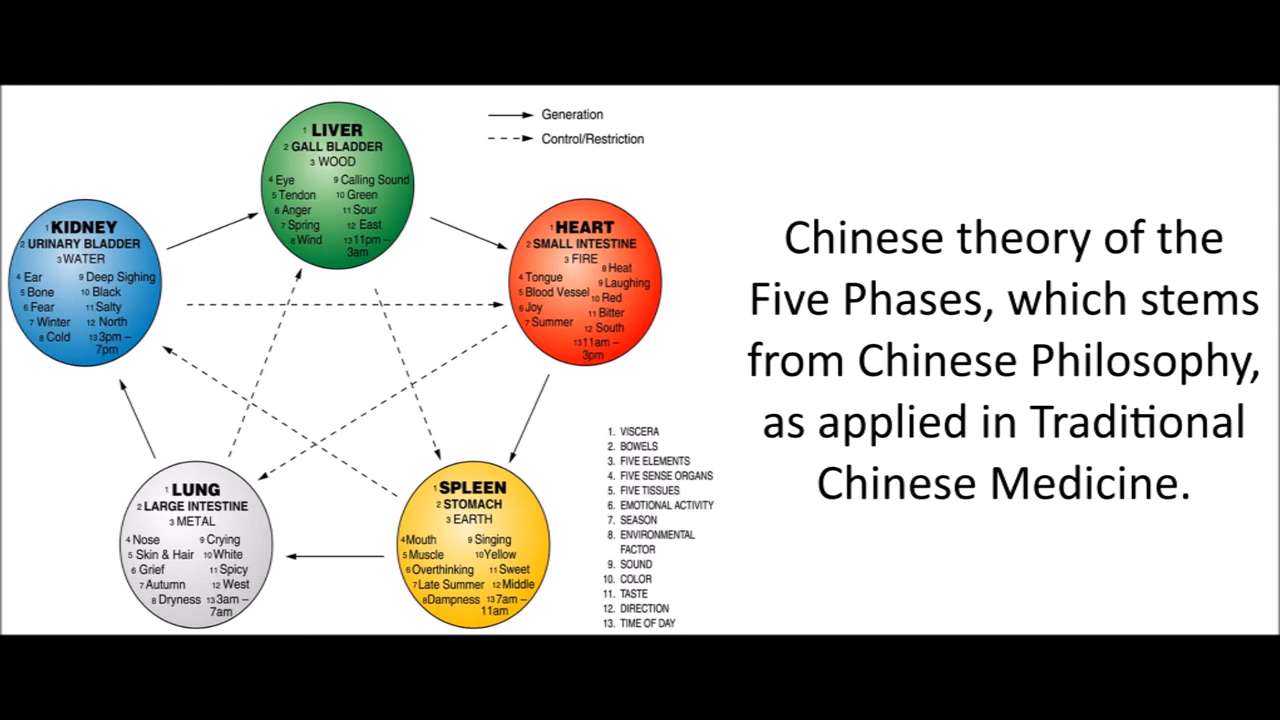 Generation
Control/Restriction
1 LIVER
2 GALL BLADDER
3 WOOD
4 Eye 9 Calling Sound
5 Tendon 10 Green
6 Anger 11 Sour
7 Spring 12 East
8 Wind 13 11pm –
3am
1 KIDNEY
2 URINARY BLADDER
3 WATER
4 Ear 9 Deep Sighing
5 Bone 10 Black
6 Fear 11 Salty
7 Winter 12 North
8 Cold 13 3pm –
7pm
1 HEART
2 SMALL INTESTINE
3 FIRE
8 Heat
4 Tongue 9 Laughing
5 Blood Vessel 10 Red
6 Joy 11 Bitter
7 Summer 12 South
13 11am –
3pm
1 LUNG
2 LARGE INTESTINE
3 METAL
4 Nose 9 Crying
5 Skin & Hair 10 White
6 Grief 11 Spicy
7 Autumn 12 West
8 Dryness 13 3am –
7am
1 SPLEEN
2 STOMACH
3 EARTH
4 Mouth 9 Singing
5 Muscle 10 Yellow
6 Overthinking 11 Sweet
7 Late Summer 12 Middle
8 Dampness 13 7am –
11am
1. VISCERA
2. BOWELS
3. FIVE ELEMENTS
4. FIVE SENSE ORGANS
5. FIVE TISSUES
6. EMOTIONAL ACTIVITY
7. SEASON
8. ENVIRONMENTAL
FACTOR
9. SOUND
10. COLOR
11. TASTE
12. DIRECTION
13. TIME OF DAY
Chinese theory of the
Five Phases, which stems
from Chinese Philosophy,
as applied in Traditional
Chinese Medicine.